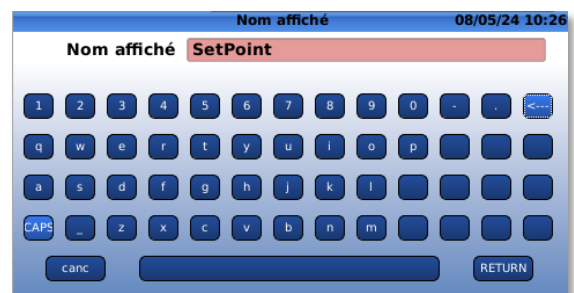 Nom affiché 08/05/24 10:26
Nom affiché SetPoint
1 2 3 4 5 6 7 8 9 0 - . <---
q w e r t y u i o p
a s d f g h j k l
CAPS _ z x c v b n m
canc RETURN